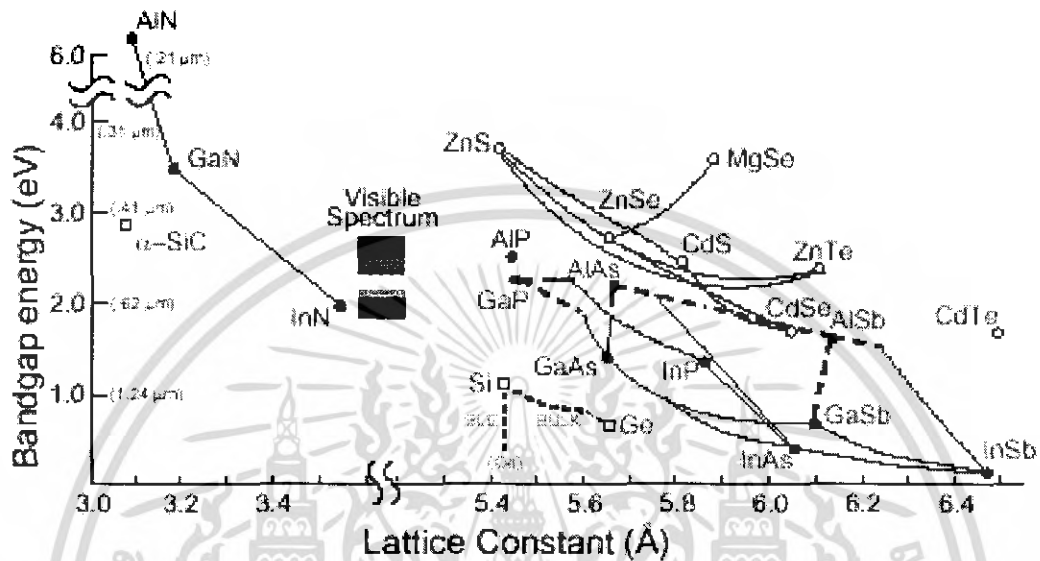 AlN
6.0
(.21 μm)
4.0
(.31 μm)
ZnS
MgSe
GaN
Visible
Spectrum
ZnSe
3.0
(.41 μm)
α-SiC
AlP
CdS
ZnTe
AlAs
2.0
(.62 μm)
InN
GaP
CdSe
AlSb
CdTe
GaAs
InP
Si
1.0
(1.24 μm)
Ge
GaSb
InAs
InSb
3.0
3.2
3.4
5.4
5.6
5.8
6.0
6.2
6.4
Bandgap energy (eV)
Lattice Constant (Å)